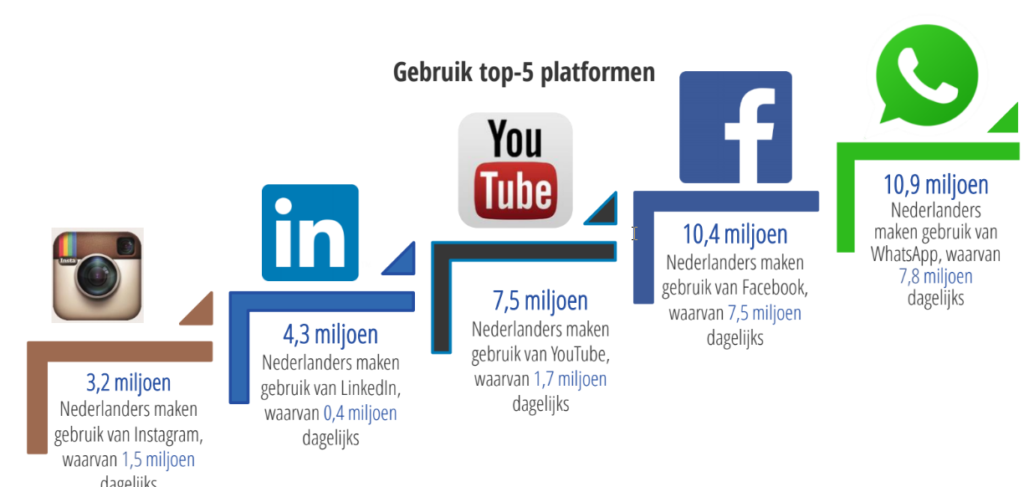 Gebruik top-5 platformen
Insta
3,2 miljoen
Nederlanders maken
gebruik van Instagram,
waarvan 1,5 miljoen
dagelijks
in
4,3 miljoen
Nederlanders maken
gebruik van LinkedIn,
waarvan 0,4 miljoen
dagelijks
You
Tube
7,5 miljoen
Nederlanders maken
gebruik van YouTube,
waarvan 1,7 miljoen
dagelijks
f
10,4 miljoen
Nederlanders maken
gebruik van Facebook,
waarvan 7,5 miljoen
dagelijks
10,9 miljoen
Nederlanders
maken gebruik van
WhatsApp, waarvan
7,8 miljoen
dagelijks